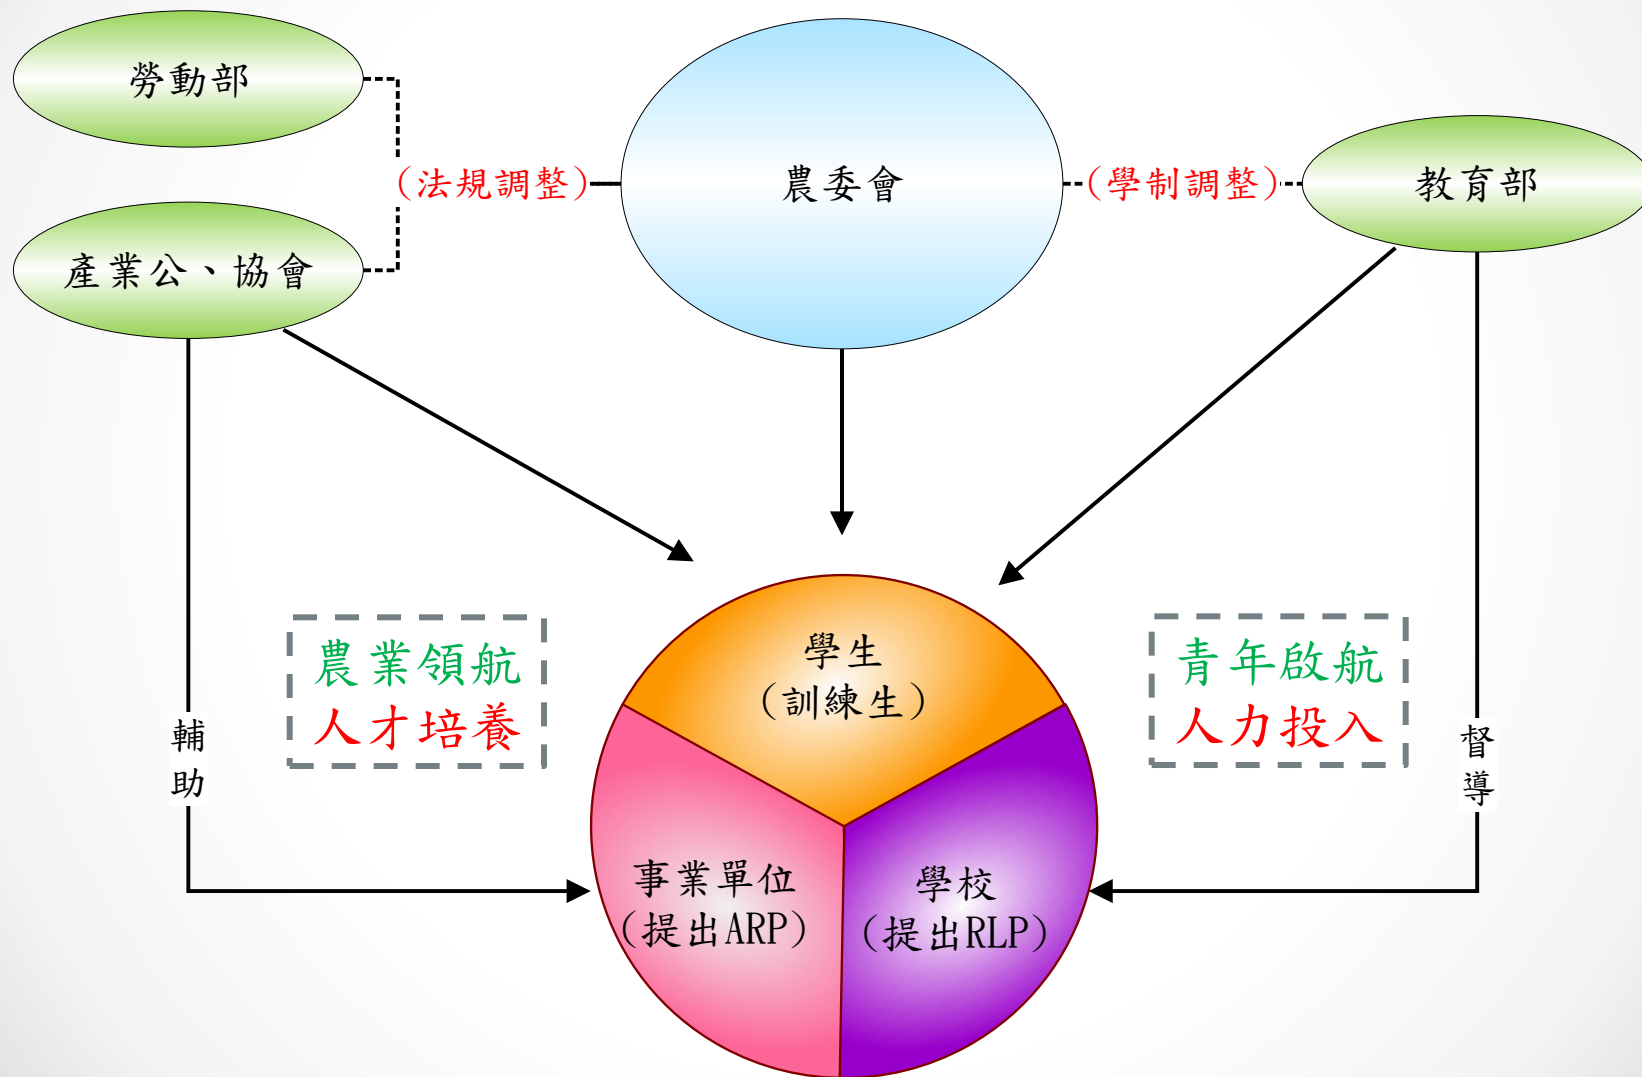 勞動部
農委會
教育部
(法規調整)
(學制調整)
產業公、協會
農業領航
人才培養
青年啟航
人力投入
輔
助
督
導
學生
(訓練生)
事業單位
(提出ARP)
學校
(提出RLP)